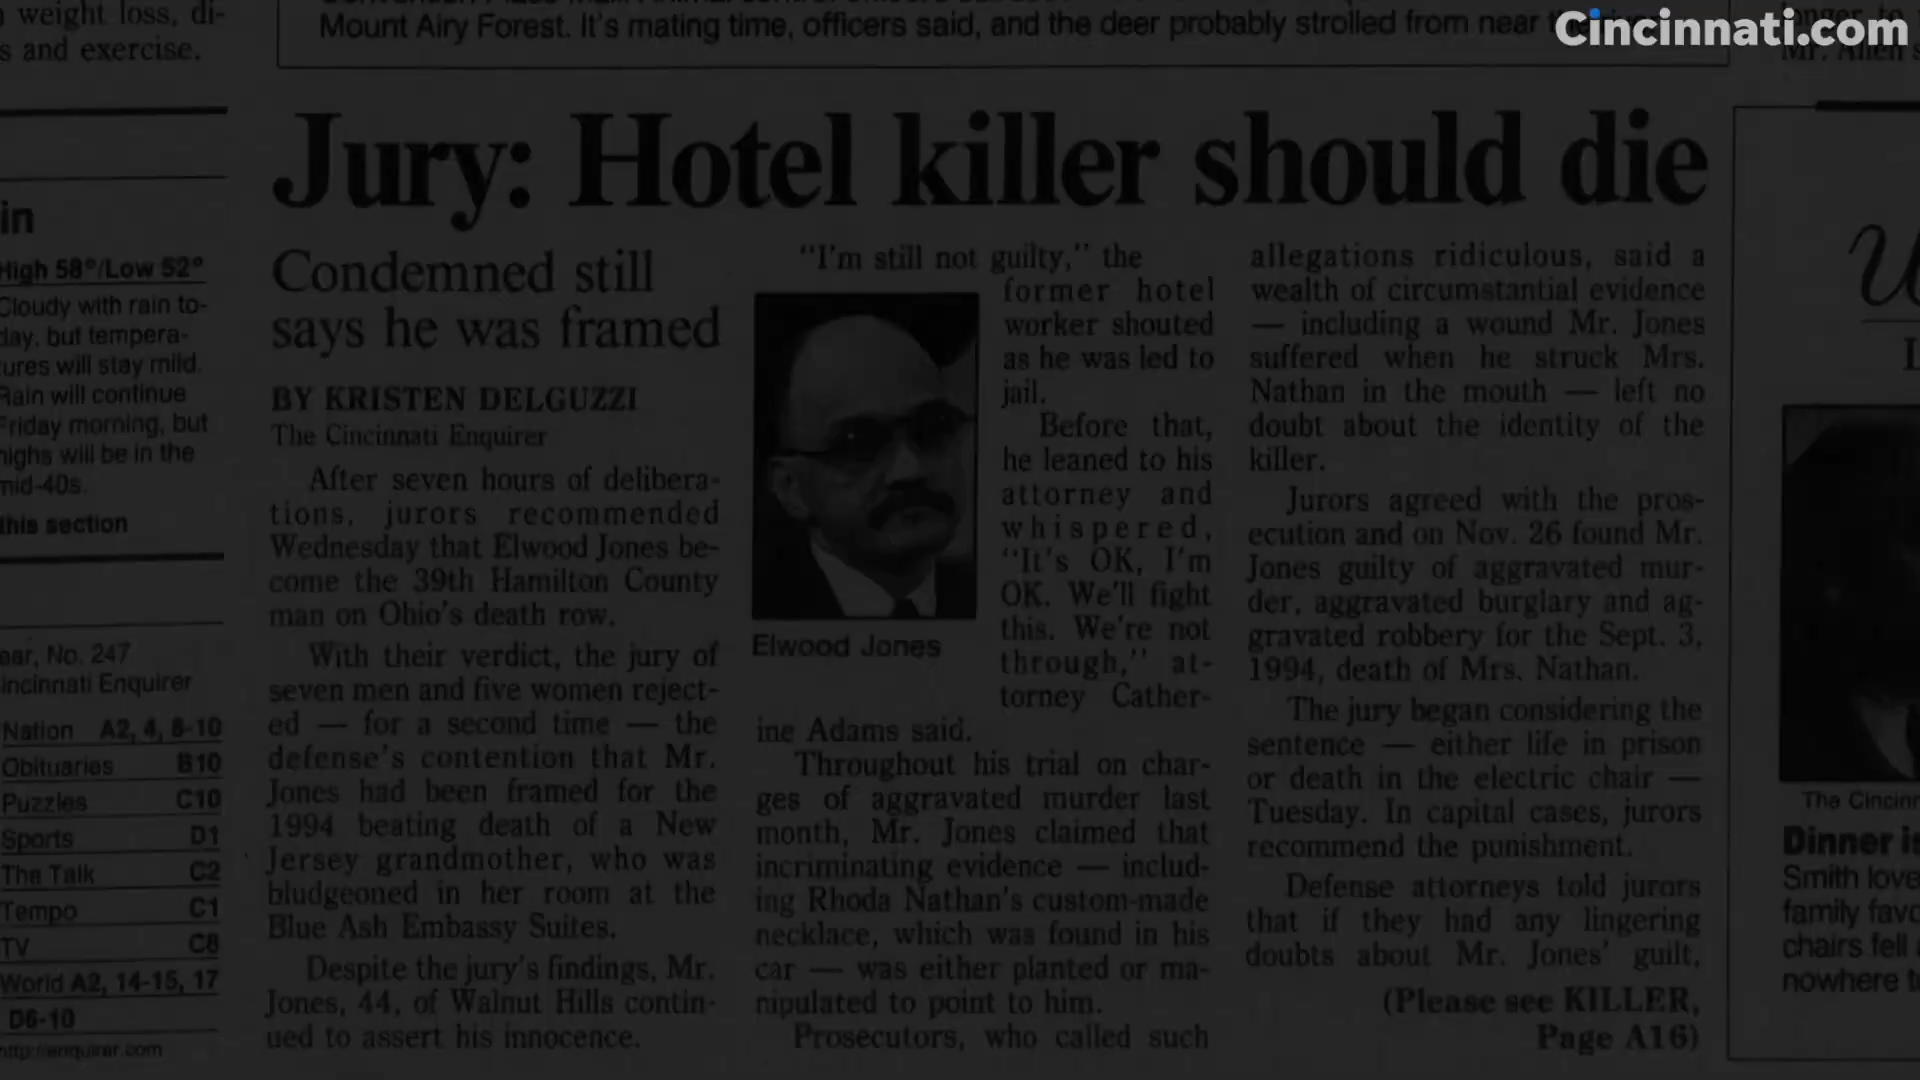 weight loss, di-
s and exercise.
Mount Airy Forest. It's mating time, officers said, and the deer probably strolled from near
Cincinnati.com
in
High 58°/Low 52°
Cloudy with rain to-
day, but tempera-
tures will stay mild.
Rain will continue
Friday morning, but
highs will be in the
mid-40s.
this section
ear, No. 247
incinnati Enquirer
Nation A2, 4, 8-10
Obituaries B10
Puzzles C10
Sports D1
The Talk C2
Tempo C1
TV C8
World A2, 14-15, 17
D6-10
http://enquirer.com
Jury: Hotel killer should die
Condemned still
says he was framed
BY KRISTEN DELGUZZI
The Cincinnati Enquirer
After seven hours of delibera-
tions, jurors recommended
Wednesday that Elwood Jones be-
come the 39th Hamilton County
man on Ohio's death row.
With their verdict, the jury of
seven men and five women reject-
ed — for a second time — the
defense's contention that Mr.
Jones had been framed for the
1994 beating death of a New
Jersey grandmother, who was
bludgeoned in her room at the
Blue Ash Embassy Suites.
Despite the jury's findings, Mr.
Jones, 44, of Walnut Hills contin-
ued to assert his innocence.
"I'm still not guilty," the
former hotel
worker shouted
as he was led to
jail.
Before that,
he leaned to his
attorney and
whispered,
"It's OK, I'm
OK. We'll fight
this. We're not
through," at-
torney Cather-
ine Adams said.
Elwood Jones
Throughout his trial on char-
ges of aggravated murder last
month, Mr. Jones claimed that
incriminating evidence — includ-
ing Rhoda Nathan's custom-made
necklace, which was found in his
car — was either planted or ma-
nipulated to point to him.
Prosecutors, who called such
allegations ridiculous, said a
wealth of circumstantial evidence
— including a wound Mr. Jones
suffered when he struck Mrs.
Nathan in the mouth — left no
doubt about the identity of the
killer.
Jurors agreed with the pros-
ecution and on Nov. 26 found Mr.
Jones guilty of aggravated mur-
der, aggravated burglary and ag-
gravated robbery for the Sept. 3,
1994, death of Mrs. Nathan.
The jury began considering the
sentence — either life in prison
or death in the electric chair —
Tuesday. In capital cases, jurors
recommend the punishment.
Defense attorneys told jurors
that if they had any lingering
doubts about Mr. Jones' guilt,
(Please see KILLER,
Page A16)
The Cincinn
Dinner i
Smith love
family favo
chairs fell
nowhere t